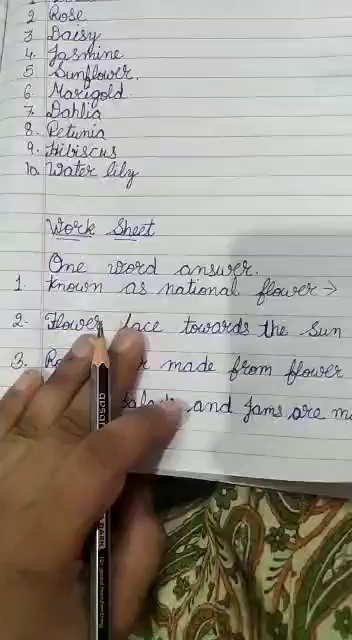 2 Rose
3 Daisy
4. Jasmine
5 Sunflower.
6. Marigold.
7. Dahlia
8. Petunia
9. Hibiscus
10. Water lily
Work Sheet
One word answer.
1. Known as national flower →
2. Flower face towards the sun
3. made from flower
and Jams are
apsara